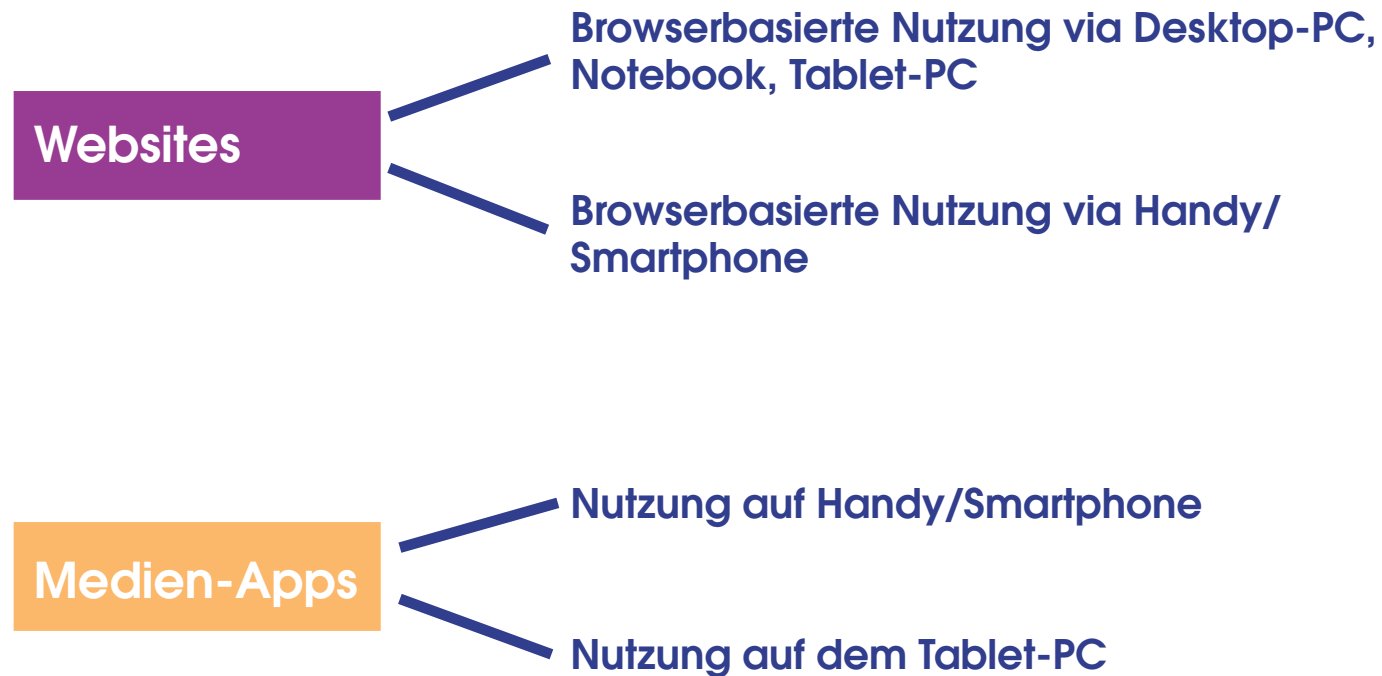 Browserbasierte Nutzung via Desktop-PC,
Notebook, Tablet-PC
Websites
Browserbasierte Nutzung via Handy/
Smartphone
Nutzung auf Handy/Smartphone
Medien-Apps
Nutzung auf dem Tablet-PC